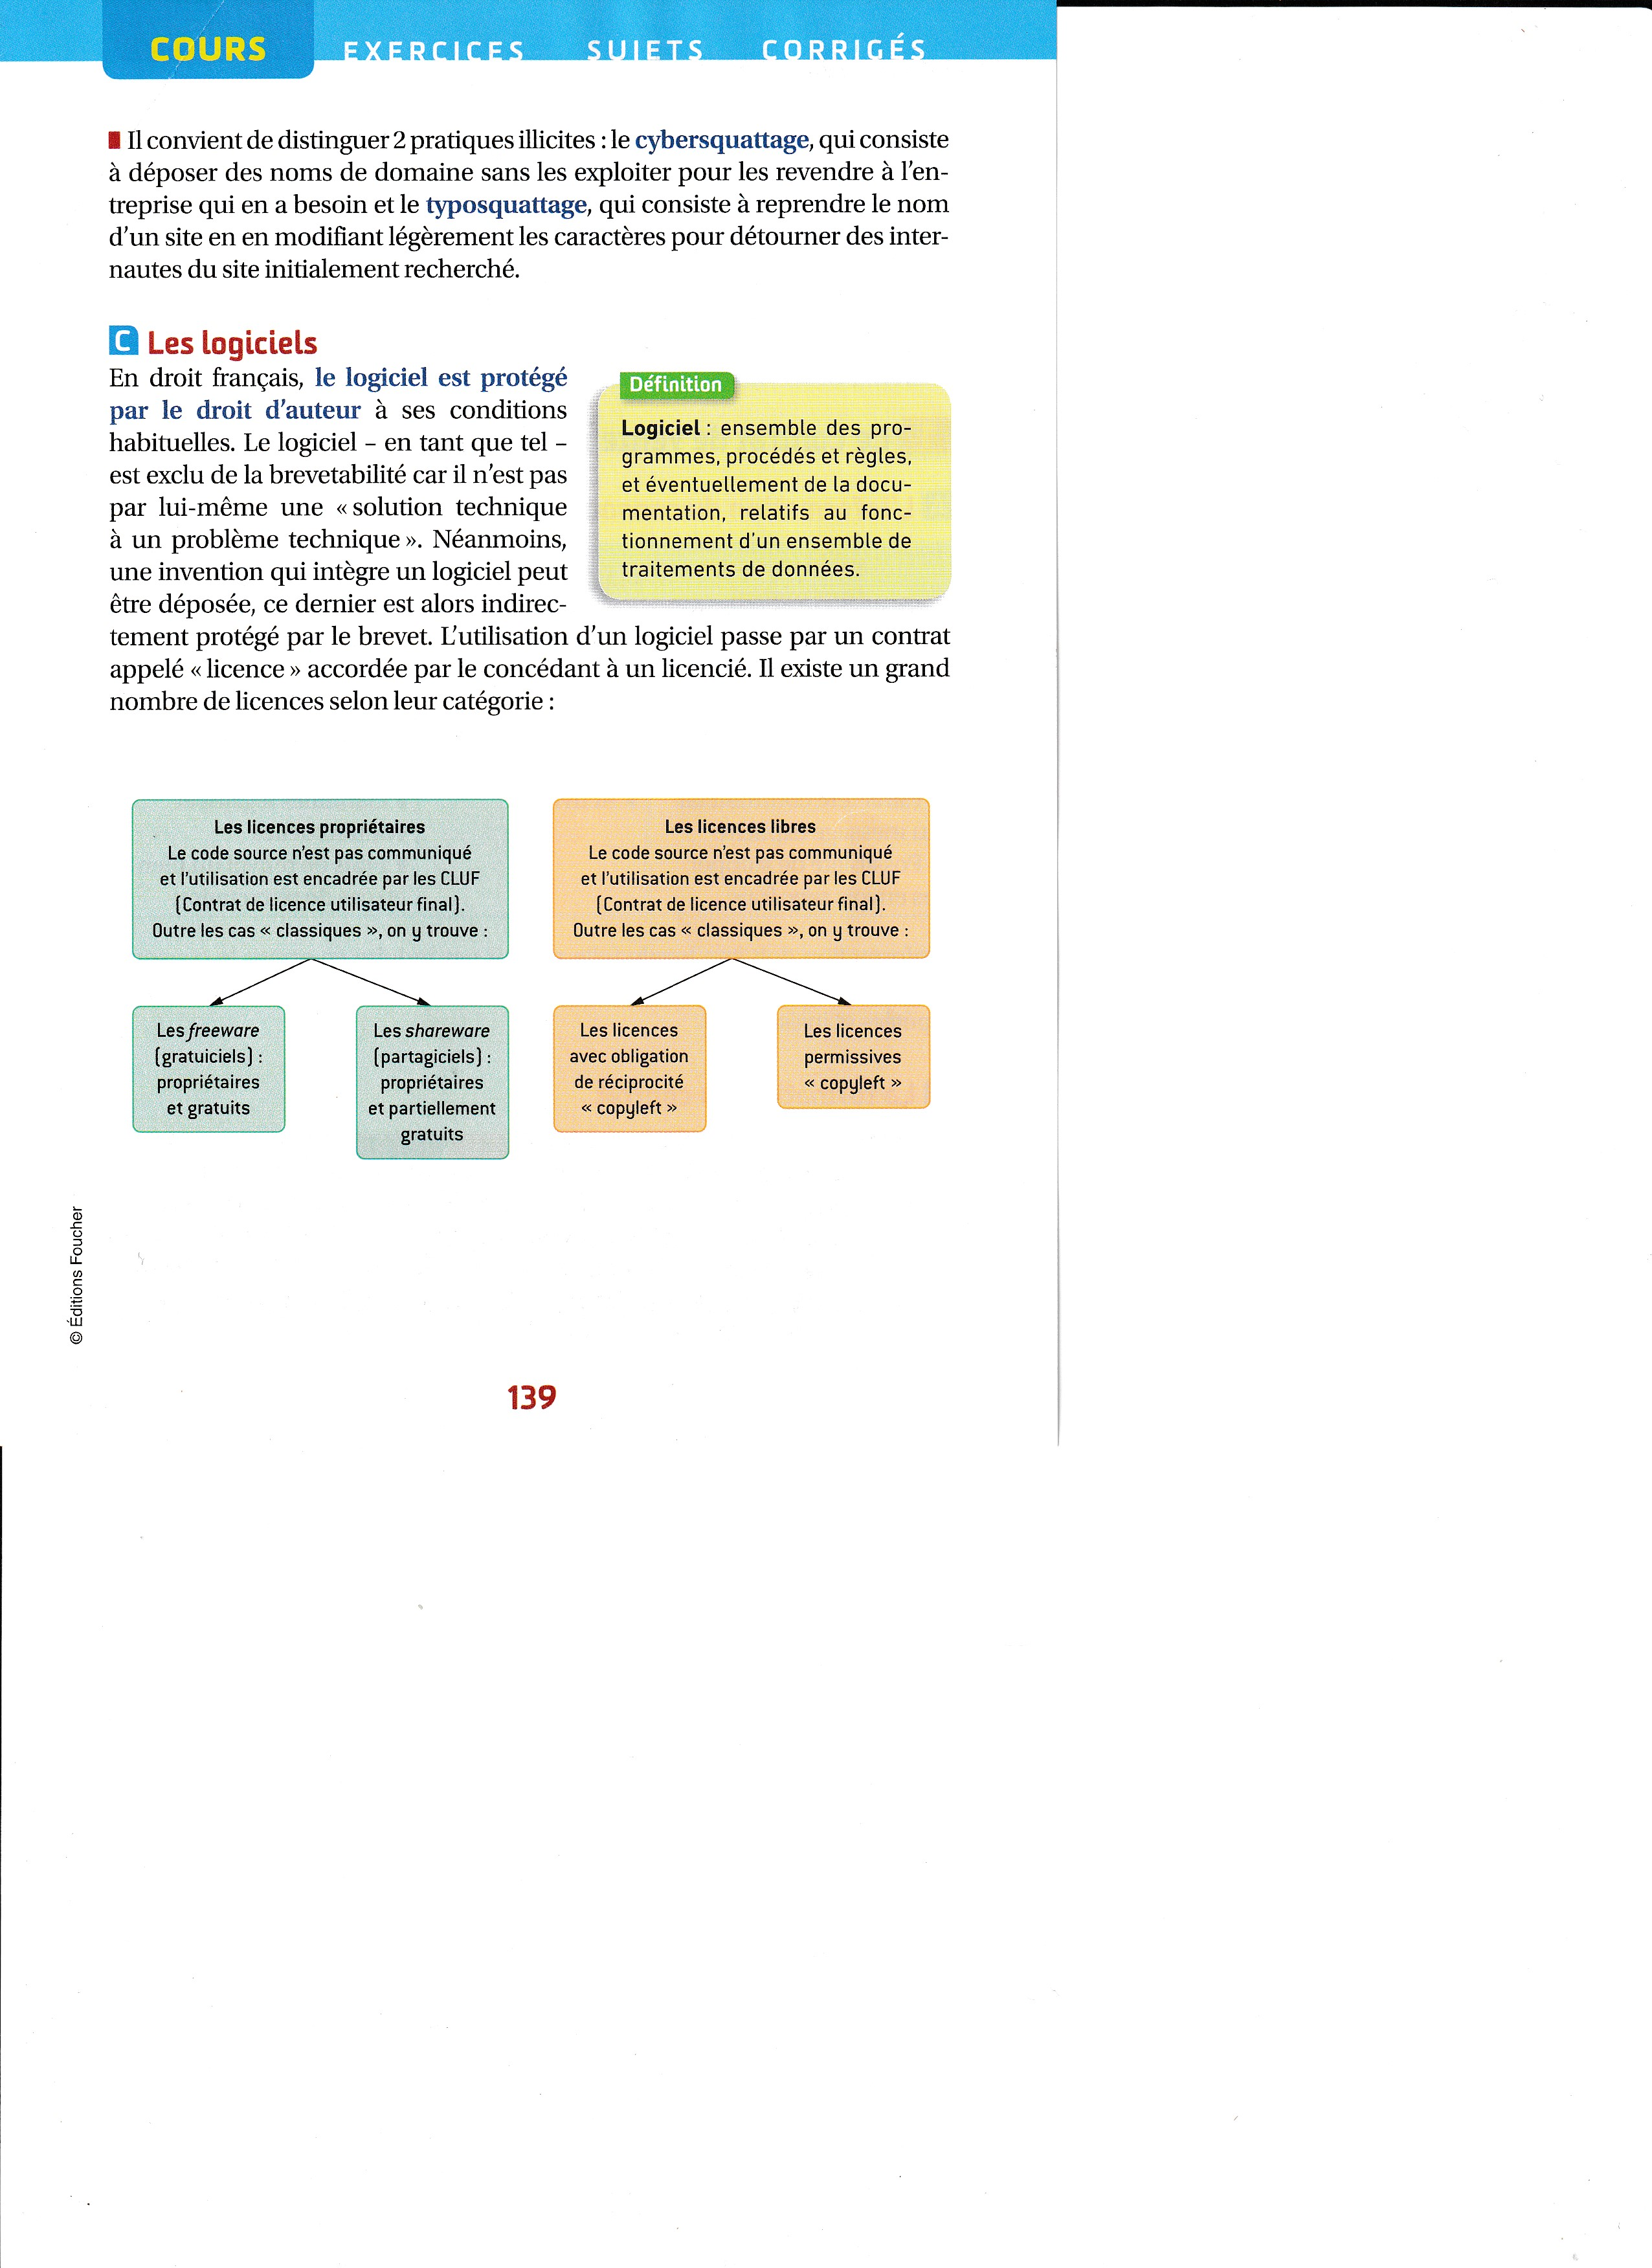 COURS EXERCICES SUJETS CORRIGÉS
Il convient de distinguer 2 pratiques illicites : le cybersquattage, qui consiste
à déposer des noms de domaine sans les exploiter pour les revendre à l'en-
treprise qui en a besoin et le typosquattage, qui consiste à reprendre le nom
d'un site en en modifiant légèrement les caractères pour détourner des inter-
nautes du site initialement recherché.
C Les logiciels
En droit français, le logiciel est protégé
par le droit d'auteur à ses conditions
habituelles. Le logiciel – en tant que tel –
est exclu de la brevetabilité car il n'est pas
par lui-même une « solution technique
à un problème technique ». Néanmoins,
une invention qui intègre un logiciel peut
être déposée, ce dernier est alors indirec-
tement protégé par le brevet. L'utilisation d'un logiciel passe par un contrat
appelé « licence » accordée par le concédant à un licencié. Il existe un grand
nombre de licences selon leur catégorie :
Définition
Logiciel : ensemble des pro-
grammes, procédés et règles,
et éventuellement de la docu-
mentation, relatifs au fonc-
tionnement d'un ensemble de
traitements de données.
Les licences propriétaires
Le code source n'est pas communiqué
et l'utilisation est encadrée par les CLUF
(Contrat de licence utilisateur final).
Outre les cas « classiques », on y trouve :
Les freeware
(gratuiciels) :
propriétaires
et gratuits
Les shareware
(partagiciels) :
propriétaires
et partiellement
gratuits
Les licences libres
Le code source n'est pas communiqué
et l'utilisation est encadrée par les CLUF
(Contrat de licence utilisateur final).
Outre les cas « classiques », on y trouve :
Les licences
avec obligation
de réciprocité
« copyleft »
Les licences
permissives
« copyleft »
© Éditions Foucher
139